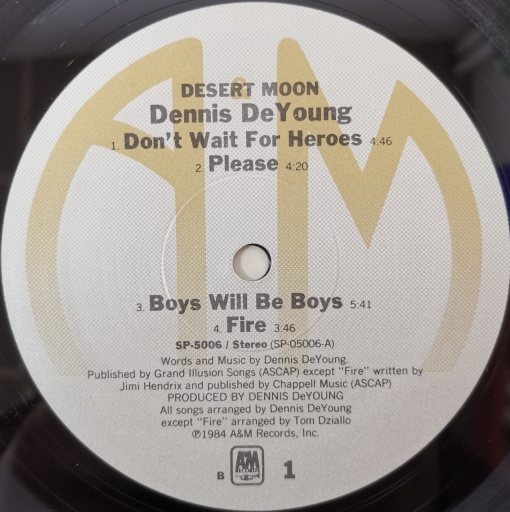 DESERT MOON
Dennis DeYoung
1. Don't Wait For Heroes 4:46
2. Please 4:20
3. Boys Will Be Boys 5:41
4. Fire 3:46
SP-5006 / Stereo (SP-05006-A)
Words and Music by Dennis DeYoung.
Published by Grand Illusion Songs (ASCAP) except "Fire" written by
Jimi Hendrix and published by Chappell Music (ASCAP)
PRODUCED BY DENNIS DeYOUNG
All songs arranged by Dennis DeYoung
except "Fire" arranged by Tom Dziallo
℗1984 A&M Records, Inc.
B A&M RECORDS 1